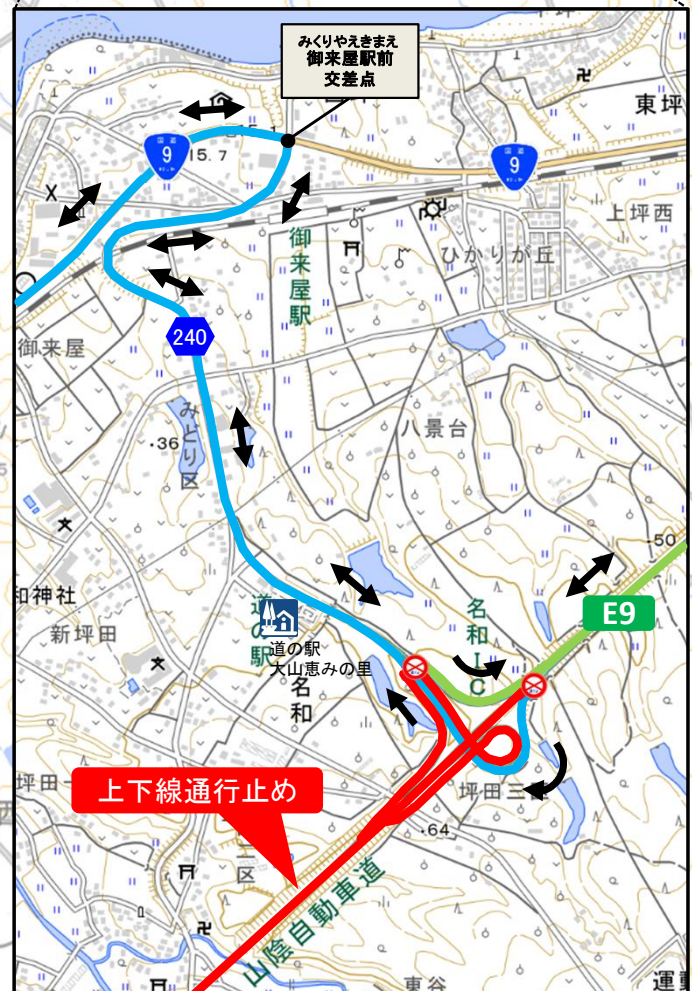 みくりやえきまえ
御来屋駅前
交差点
東坪
国道
9
15.7
国道
9
上坪西
ひかりが丘
御来屋駅
御来屋
240
みどり区
・36
八景台
50
和神社
新坪田
道の駅
道の駅
大山恵みの里
名和
名和IC
E9
上下線通行止め
坪田
坪田三
・64
二区
山陰自動車道
東谷
運